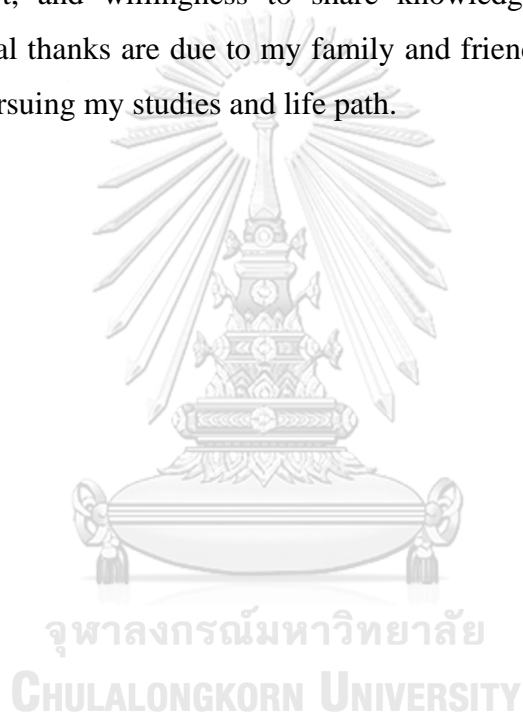 t, and willingness to share knowledg
al thanks are due to my family and frien
rsuing my studies and life path.
จุฬาลงกรณ์มหาวิทยาลัย
CHULALONGKORN UNIVERSITY